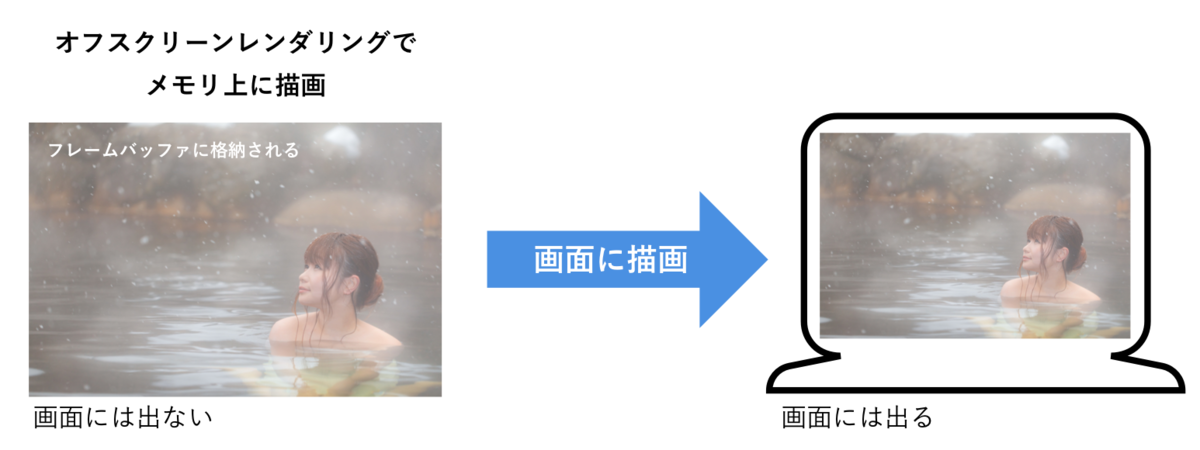 オフスクリーンレンダリングで
メモリ上に描画
フレームバッファに格納される
画面に描画
画面には出ない
画面には出る